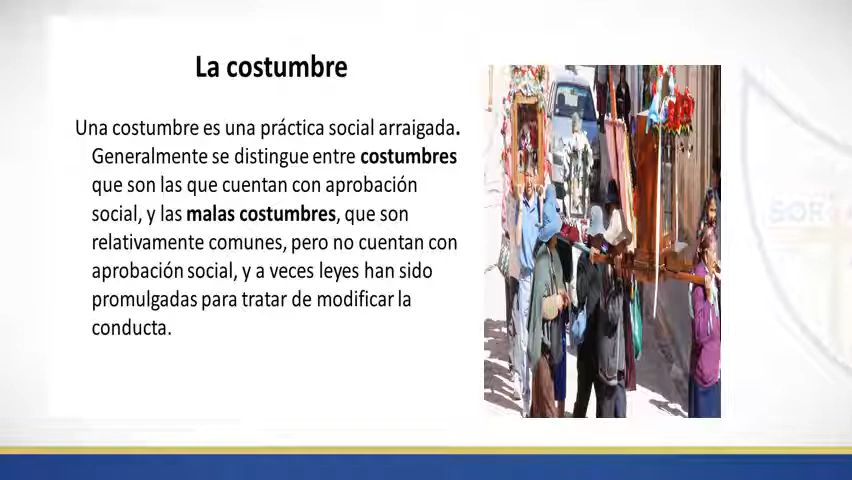 La costumbre
Una costumbre es una práctica social arraigada.
Generalmente se distingue entre costumbres
que son las que cuentan con aprobación
social, y las malas costumbres, que son
relativamente comunes, pero no cuentan con
aprobación social, y a veces leyes han sido
promulgadas para tratar de modificar la
conducta.